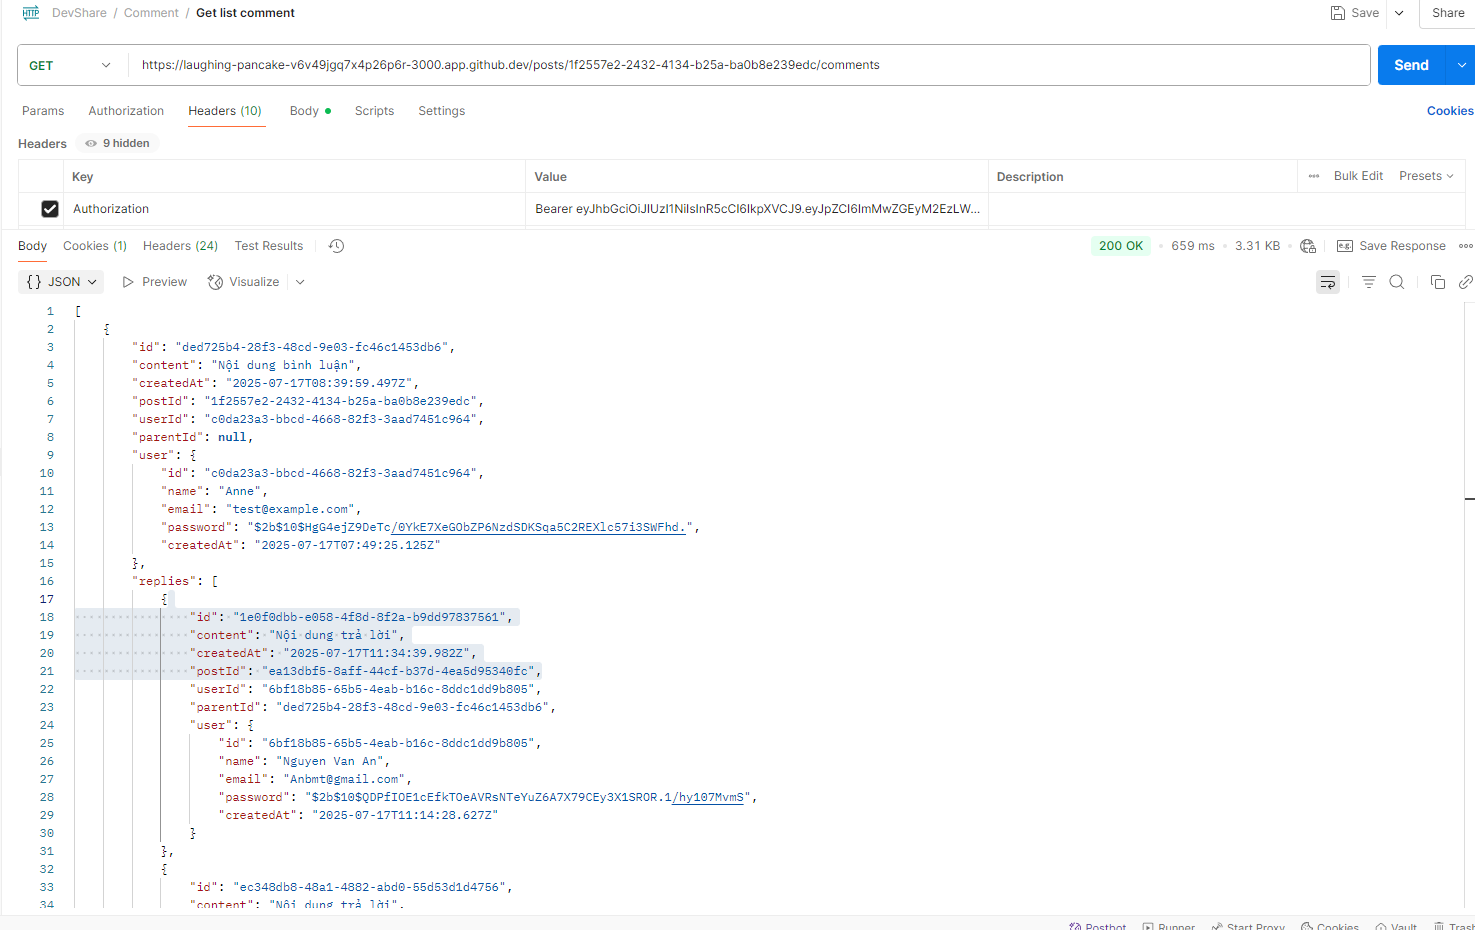 HTTP DevShare / Comment / Get list comment Save Share
GET https://laughing-pancake-v6v49jgq7x4p26p6r-3000.app.github.dev/posts/1f2557e2-2432-4134-b25a-ba0b8e239edc/comments Send
Params Authorization Headers (10) Body Scripts Settings Cookies
Headers 9 hidden
Key Value Description ••• Bulk Edit Presets
Authorization Bearer eyJhbGciOiJIUzI1NiIsInR5cCI6IkpXVCJ9.eyJpZCI6ImMwZGEyM2EzLW...
Body Cookies (1) Headers (24) Test Results 200 OK • 659 ms • 3.31 KB • e.g. Save Response •••
{} JSON Preview Visualize
1 [
2 {
3 "id": "ded725b4-28f3-48cd-9e03-fc46c1453db6",
4 "content": "Nội dung bình luận",
5 "createdAt": "2025-07-17T08:39:59.497Z",
6 "postId": "1f2557e2-2432-4134-b25a-ba0b8e239edc",
7 "userId": "c0da23a3-bbcd-4668-82f3-3aad7451c964",
8 "parentId": null,
9 "user": {
10 "id": "c0da23a3-bbcd-4668-82f3-3aad7451c964",
11 "name": "Anne",
12 "email": "test@example.com",
13 "password": "$2b$10$HgG4ejZ9DeTc/0YkE7XeGObZP6NzdSDKSqa5C2REXlc57i3SWFhd.",
14 "createdAt": "2025-07-17T07:49:25.125Z"
15 },
16 "replies": [
17 {
18 "id": "1e0f0dbb-e058-4f8d-8f2a-b9dd97837561",
19 "content": "Nội dung trả lời",
20 "createdAt": "2025-07-17T11:34:39.982Z",
21 "postId": "ea13dbf5-8aff-44cf-b37d-4ea5d95340fc",
22 "userId": "6bf18b85-65b5-4eab-b16c-8ddc1dd9b805",
23 "parentId": "ded725b4-28f3-48cd-9e03-fc46c1453db6",
24 "user": {
25 "id": "6bf18b85-65b5-4eab-b16c-8ddc1dd9b805",
26 "name": "Nguyen Van An",
27 "email": "Anbmt@gmail.com",
28 "password": "$2b$10$QDPfIOE1cEfkTOeAVRsNTeYuZ6A7X79CEy3X1SROR.1/hy107MvmS",
29 "createdAt": "2025-07-17T11:14:28.627Z"
30 }
31 },
32 {
33 "id": "ec348db8-48a1-4882-abd0-55d53d1d4756",
34 "content": "Nội dung trả lời",
Postbot Runner Start Proxy Cookies Vault Trash